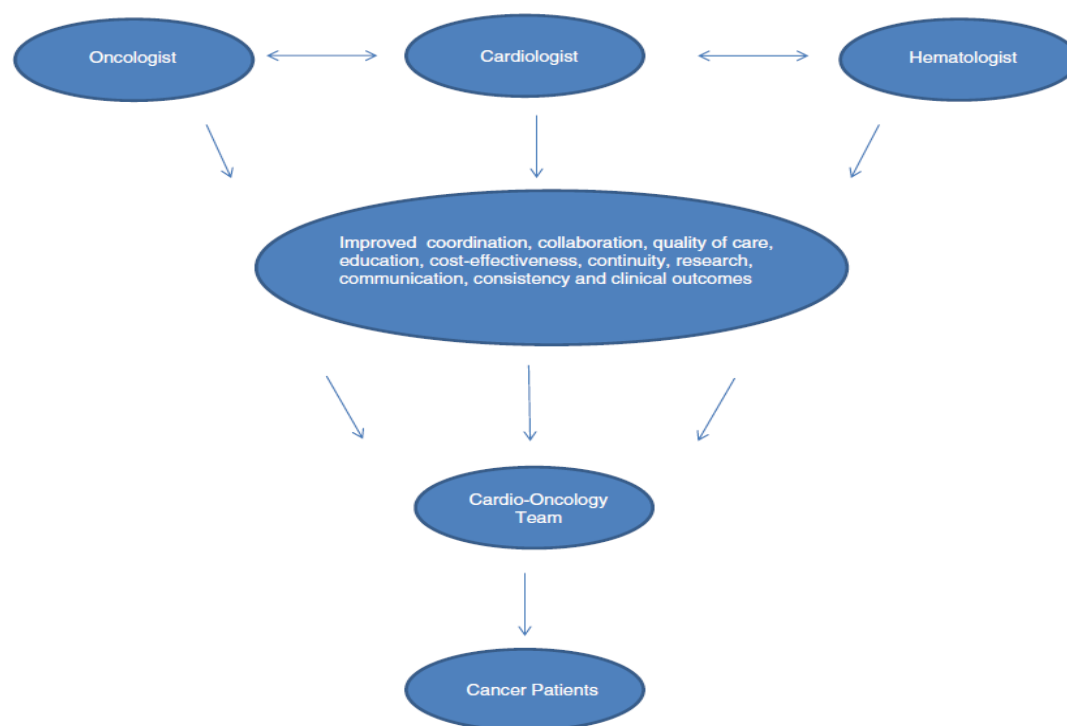 Oncologist
Cardiologist
Hematologist
Improved coordination, collaboration, quality of care,
education, cost-effectiveness, continuity, research,
communication, consistency and clinical outcomes
Cardio-Oncology
Team
Cancer Patients